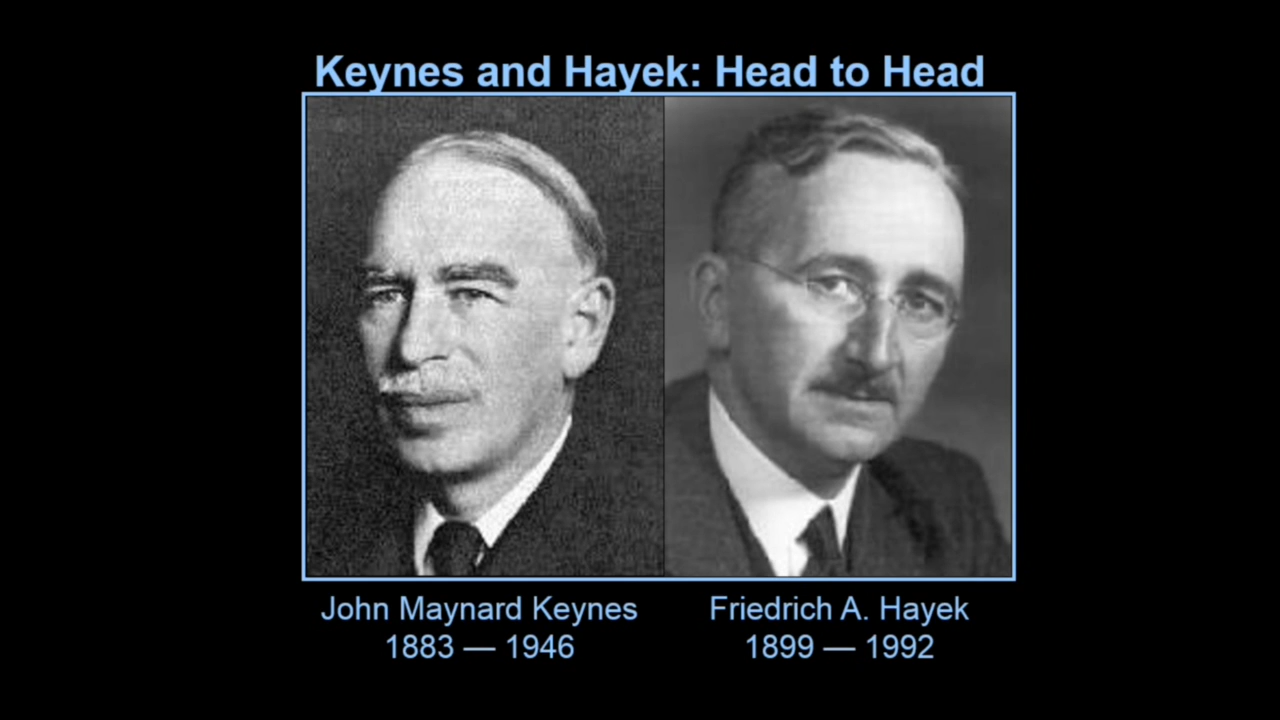 Keynes and Hayek: Head to Head
John Maynard Keynes
1883 — 1946
Friedrich A. Hayek
1899 — 1992